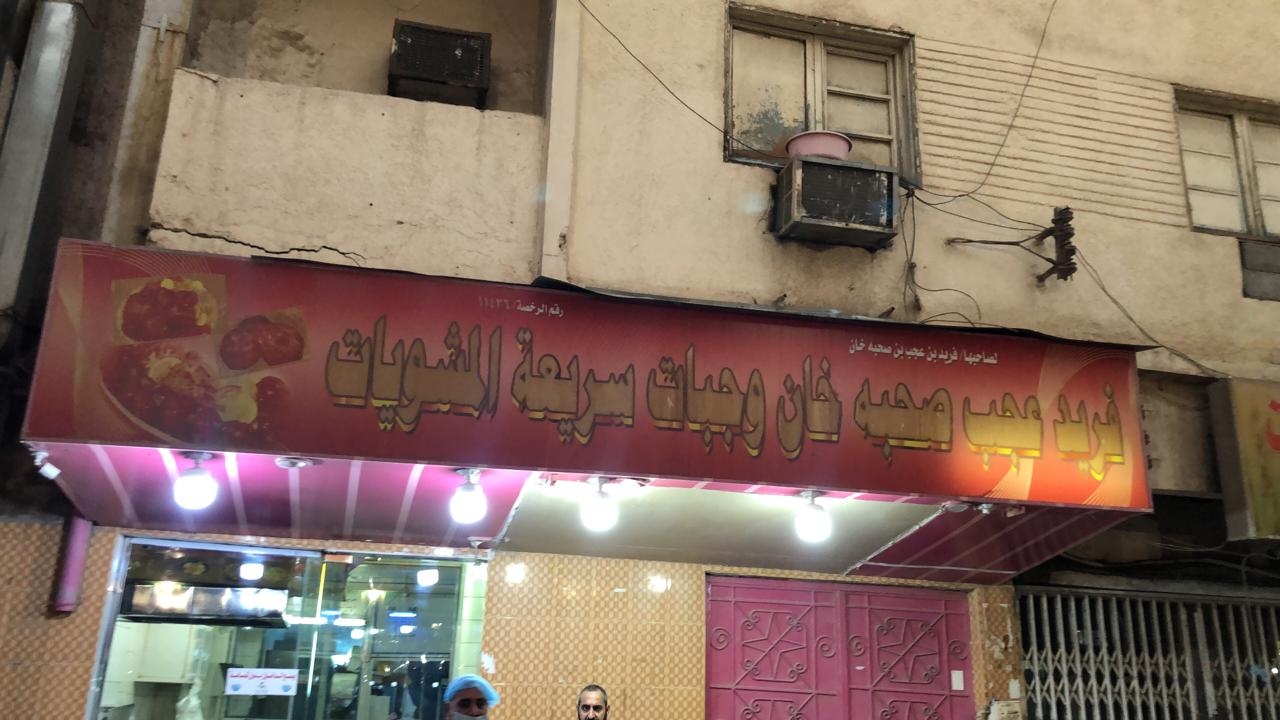 رقم الرخصة/ ١١٤٣٦
لصاحبها/ فريد بن عجب بن صحبه خان
فريد عجب صحبه خان وجبات سريعة المشويات